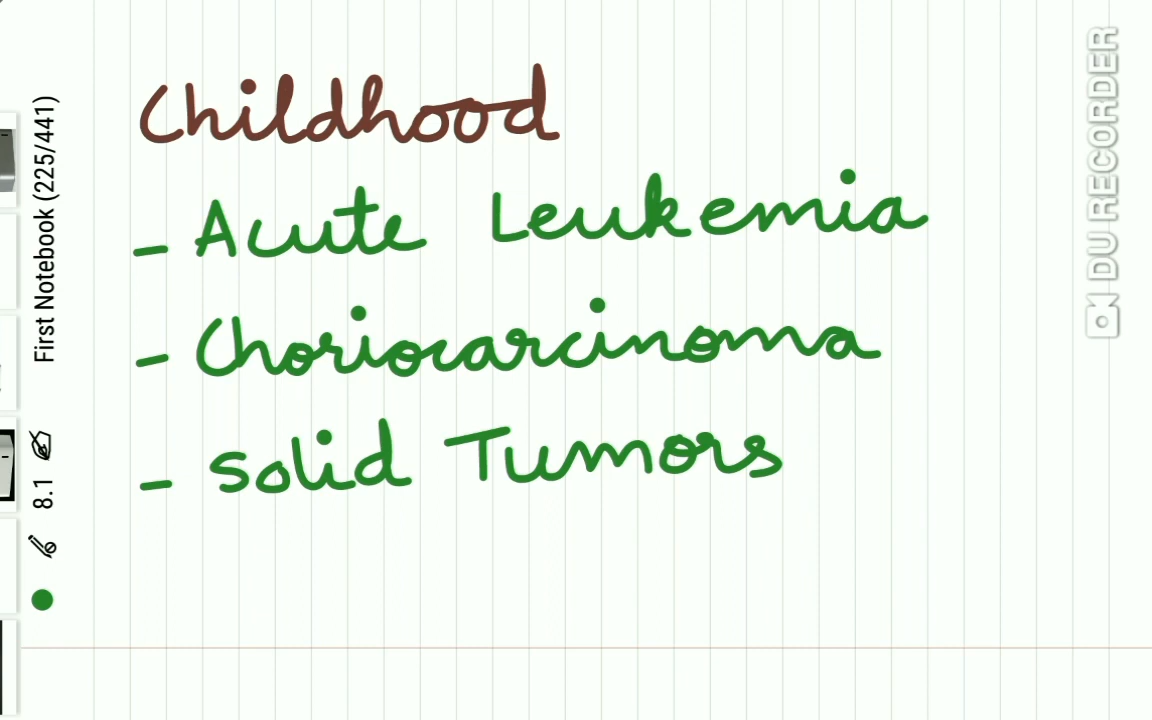 Childhood
- Acute Leukemia
- Choriocarcinoma
- Solid Tumors
First Notebook (225/441)
8.1
DU RECORDER